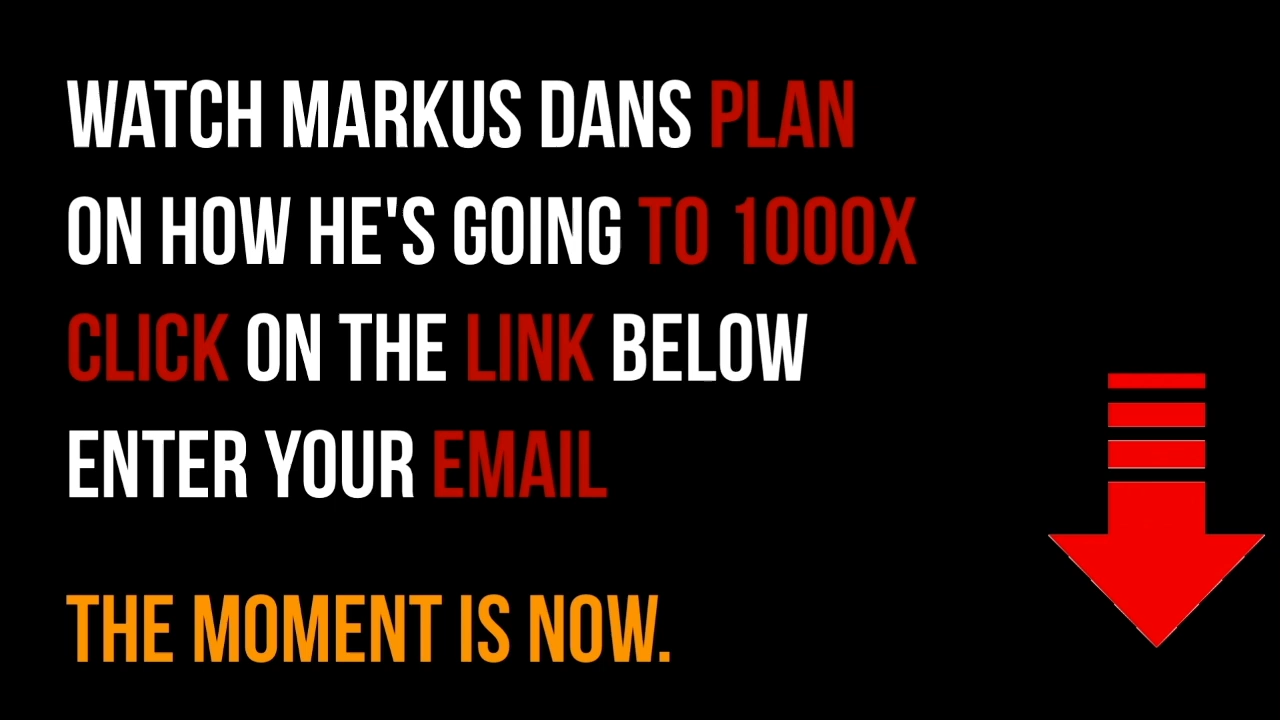 WATCH MARKUS DANS PLAN
ON HOW HE'S GOING TO 1000X
CLICK ON THE LINK BELOW
ENTER YOUR EMAIL
THE MOMENT IS NOW.